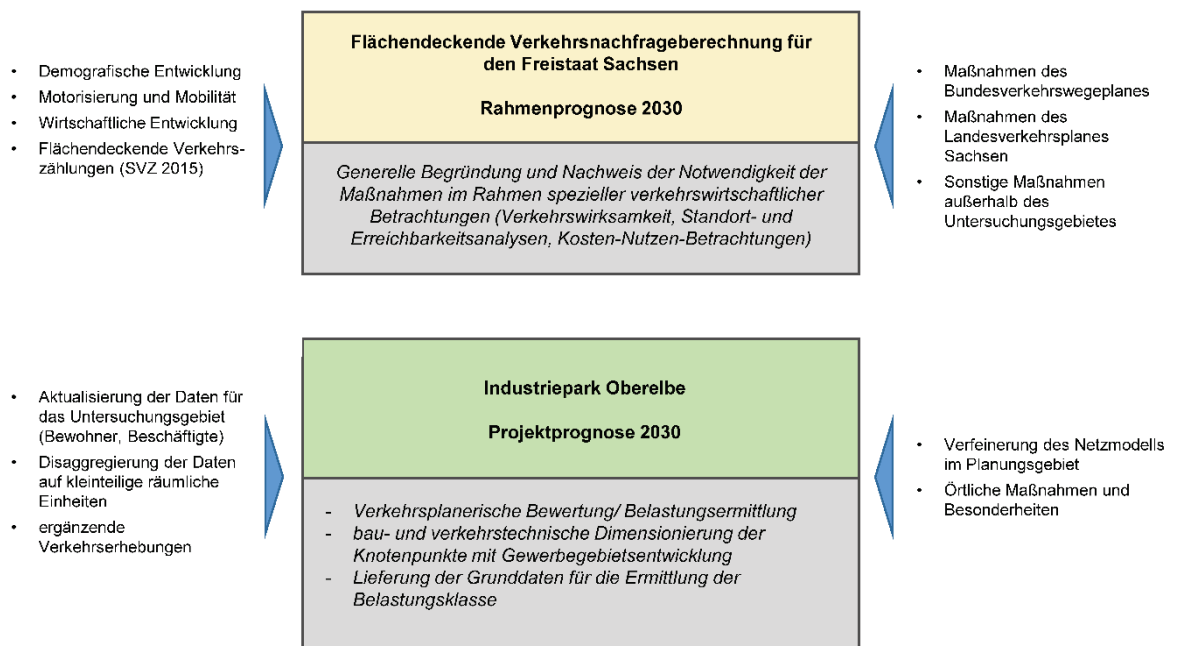 • Demografische Entwicklung
• Motorisierung und Mobilität
• Wirtschaftliche Entwicklung
• Flächendeckende Verkehrs-
zählungen (SVZ 2015)
Flächendeckende Verkehrsnachfrageberechnung für
den Freistaat Sachsen
Rahmenprognose 2030
Generelle Begründung und Nachweis der Notwendigkeit der
Maßnahmen im Rahmen spezieller verkehrswirtschaftlicher
Betrachtungen (Verkehrswirksamkeit, Standort- und
Erreichbarkeitsanalysen, Kosten-Nutzen-Betrachtungen)
• Maßnahmen des
Bundesverkehrswegeplanes
• Maßnahmen des
Landesverkehrsplanes
Sachsen
• Sonstige Maßnahmen
außerhalb des
Untersuchungsgebietes
• Aktualisierung der Daten für
das Untersuchungsgebiet
(Bewohner, Beschäftigte)
• Disaggregierung der Daten
auf kleinteilige räumliche
Einheiten
• ergänzende
Verkehrserhebungen
Industriepark Oberelbe
Projektprognose 2030
- Verkehrsplanerische Bewertung/ Belastungsermittlung
- bau- und verkehrstechnische Dimensionierung der
Knotenpunkte mit Gewerbegebietsentwicklung
- Lieferung der Grunddaten für die Ermittlung der
Belastungsklasse
• Verfeinerung des Netzmodells
im Planungsgebiet
• Örtliche Maßnahmen und
Besonderheiten